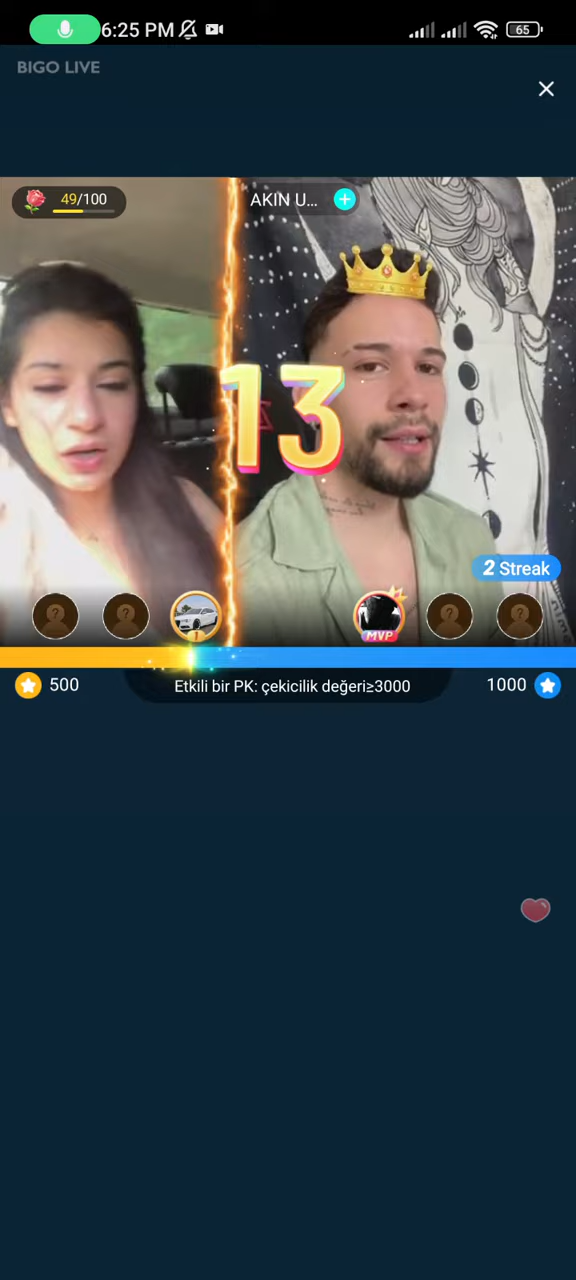 6:25 PM
65
BIGO LIVE
49/100
AKIN U...
13
2 Streak
MVP
500
Etkili bir PK: çekicilik değeri≥3000
1000